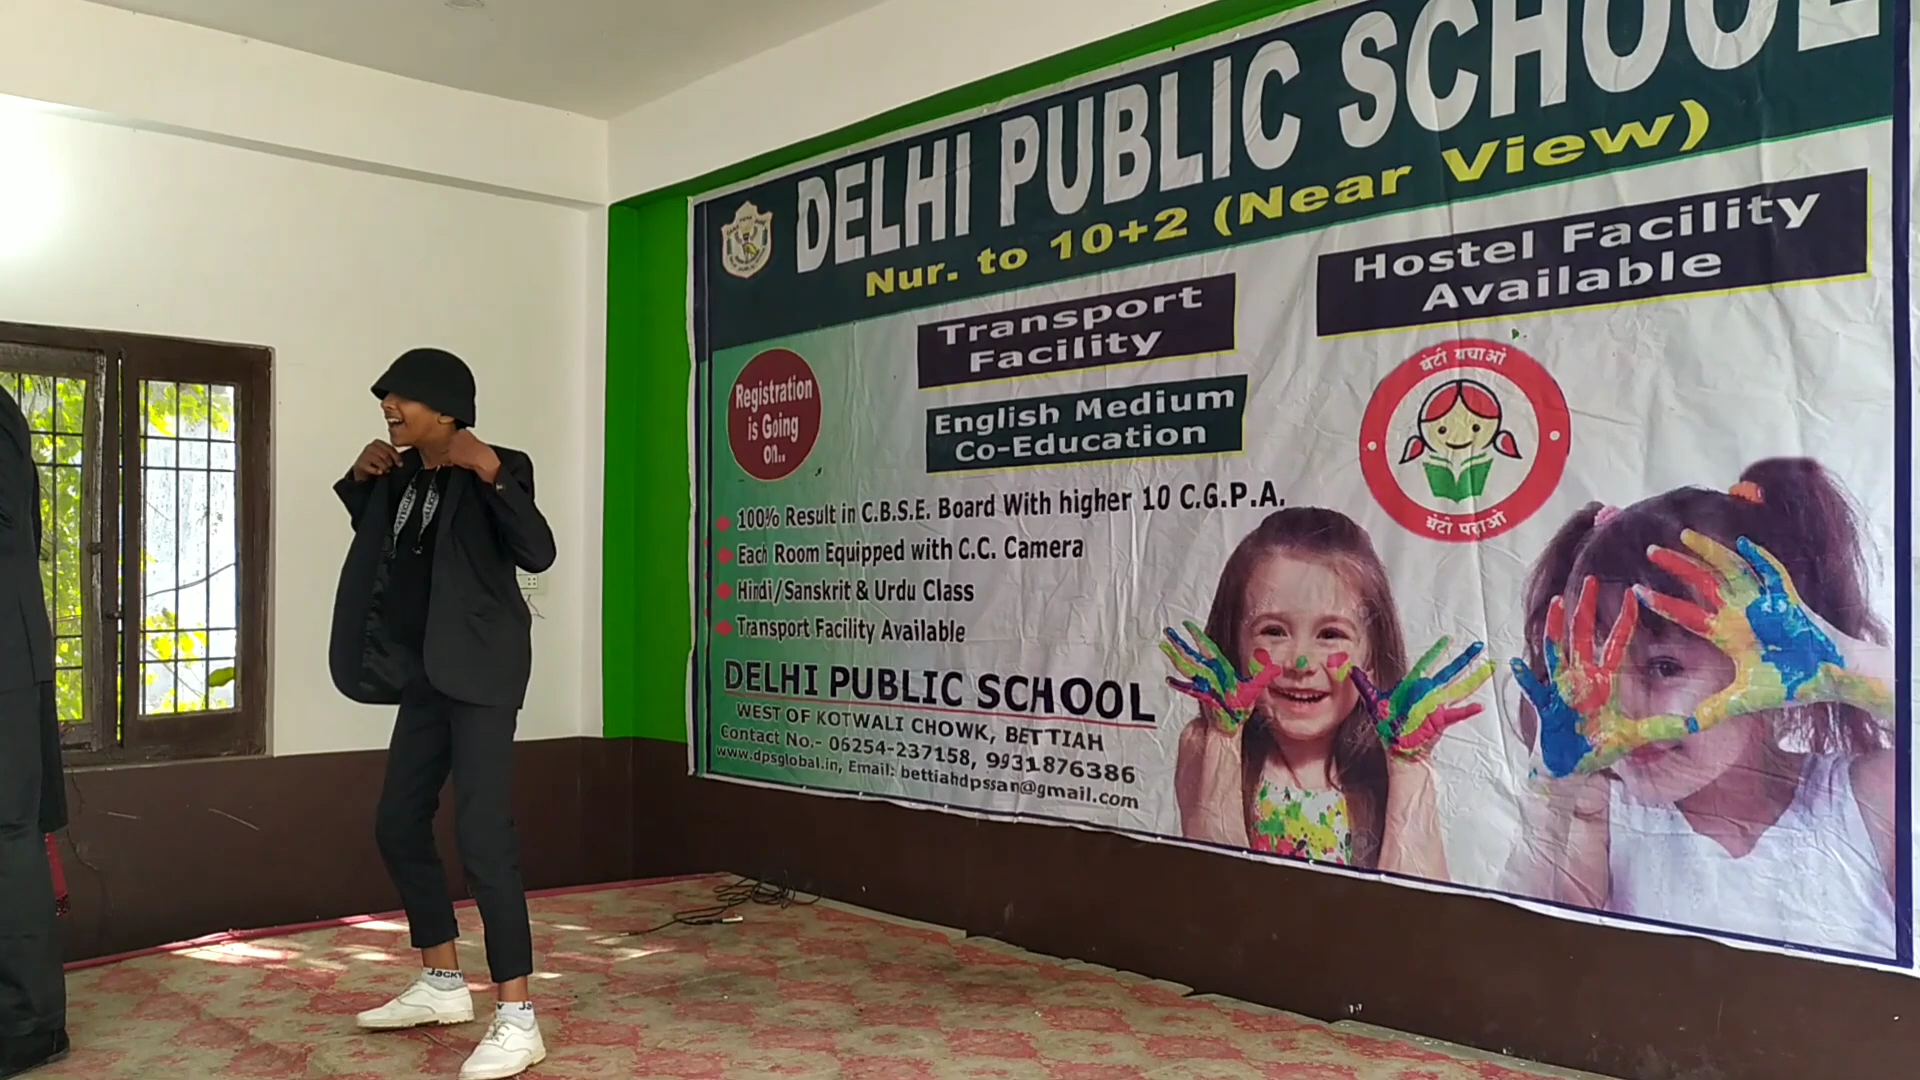 DELHI PUBLIC SCHOOL
Nur. to 10+2 (Near View)
Transport
Facility
Hostel Facility
Available
Registration
is Going
on..
English Medium
Co-Education
बेटी बचाओ
बेटी पढ़ाओ
100% Result in C.B.S.E. Board With higher 10 C.G.P.A.
Each Room Equipped with C.C. Camera
Hindi/Sanskrit & Urdu Class
Transport Facility Available
DELHI PUBLIC SCHOOL
WEST OF KOTWALI CHOWK, BETTIAH
Contact No.- 06254-237158, 9931876386
www.dpsglobal.in, Email: bettiahdpssan@gmail.com
Jacky